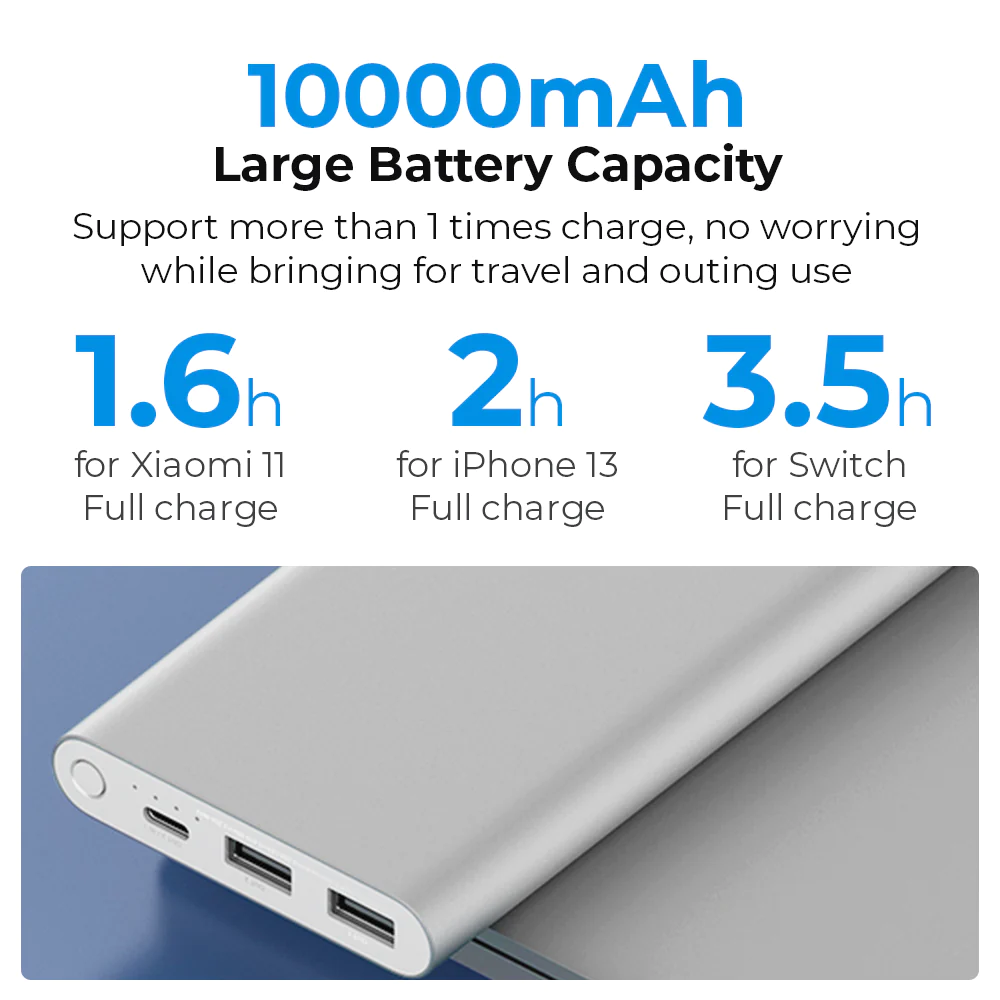 10000mAh
Large Battery Capacity
Support more than 1 times charge, no worrying
while bringing for travel and outing use
1.6h
for Xiaomi 11
Full charge
2h
for iPhone 13
Full charge
3.5h
for Switch
Full charge